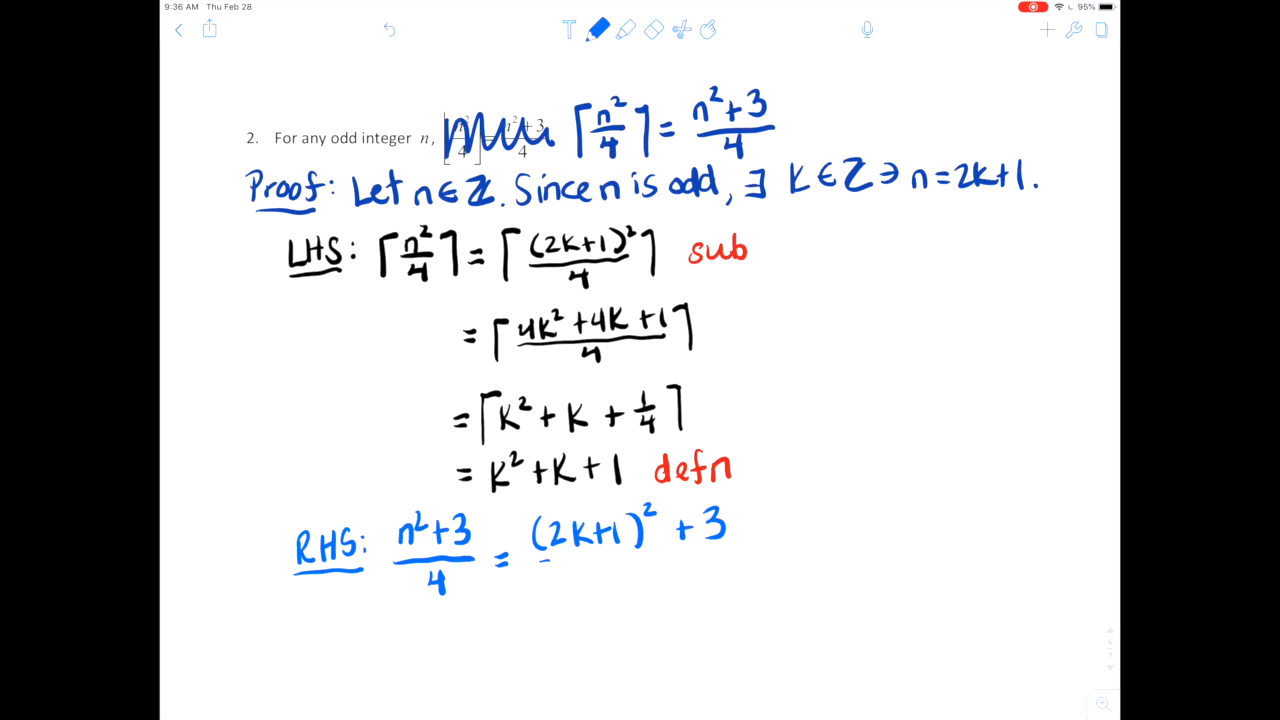 9:36 AM Thu Feb 28
95%
T
2. For any odd integer n, ⌈n²/4⌉ = (n²+3)/4
Proof: Let n∈ℤ. Since n is odd, ∃ k∈ℤ ∋ n=2k+1.
LHS: ⌈n²/4⌉ = ⌈(2k+1)²/4⌉ sub
= ⌈(4k²+4k+1)/4⌉
= ⌈k²+k+1/4⌉
= k²+k+1 defn
RHS: (n²+3)/4 = (2k+1)²+3